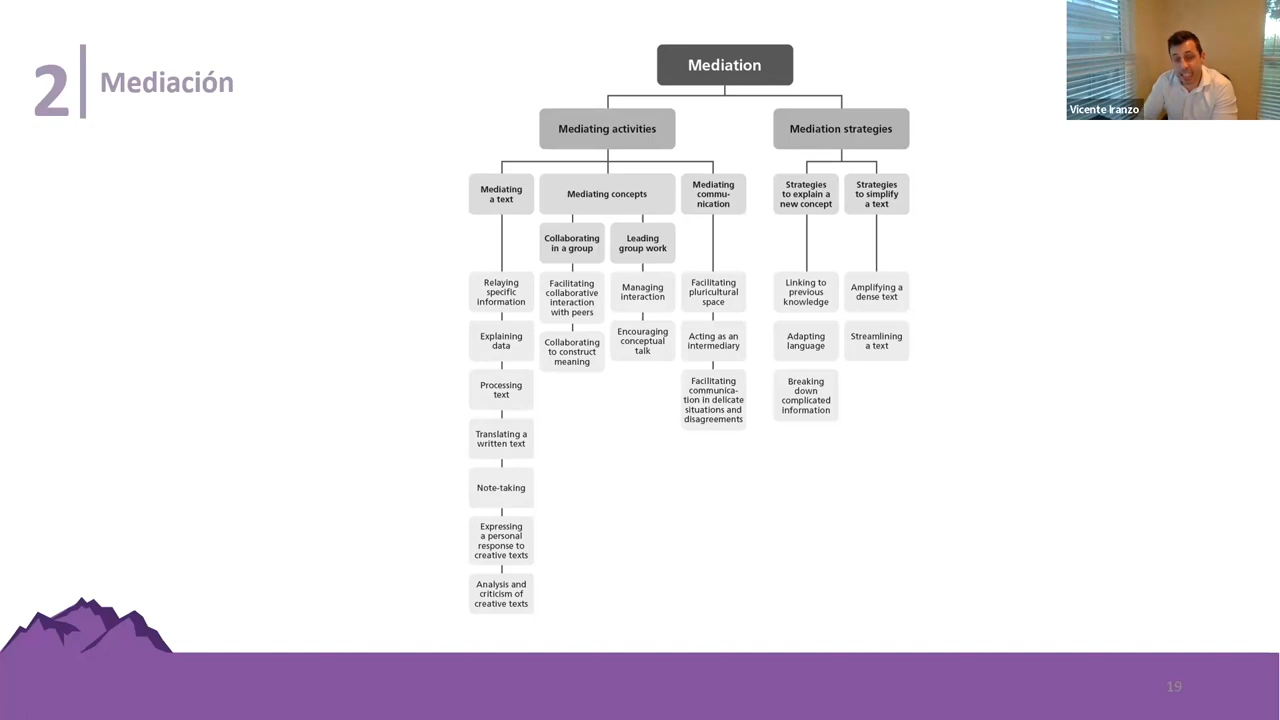 2
Mediación
Vicente Iranzo
Mediation
Mediating activities
Mediation strategies
Mediating
a text
Mediating concepts
Mediating
commu-
nication
Strategies
to explain a
new concept
Strategies
to simplify
a text
Collaborating
in a group
Leading
group work
Relaying
specific
information
Explaining
data
Processing
text
Translating a
written text
Note-taking
Expressing
a personal
response to
creative texts
Analysis and
criticism of
creative texts
Facilitating
collaborative
interaction
with peers
Collaborating
to construct
meaning
Managing
interaction
Encouraging
conceptual
talk
Facilitating
pluricultural
space
Acting as an
intermediary
Facilitating
communica-
tion in delicate
situations and
disagreements
Linking to
previous
knowledge
Adapting
language
Breaking
down
complicated
information
Amplifying a
dense text
Streamlining
a text
19